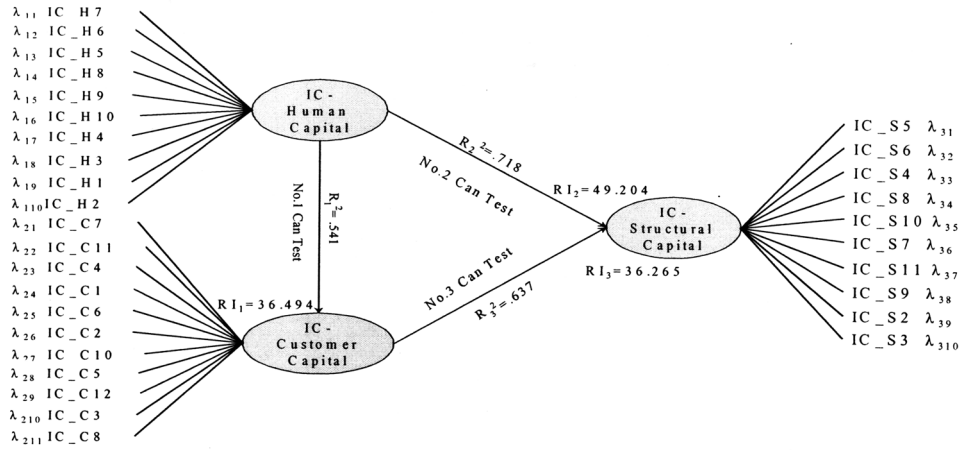 λ11 IC H7
λ12 IC_H6
λ13 IC_H5
λ14 IC_H8
λ15 IC_H9
λ16 IC_H10
λ17 IC_H4
λ18 IC_H3
λ19 IC_H1
λ110 IC_H2
λ21 IC_C7
λ22 IC_C11
λ23 IC_C4
λ24 IC_C1
λ25 IC_C6
λ26 IC_C2
λ27 IC C10
λ28 IC_C5
λ29 IC_C12
λ210 IC_C3
λ211 IC_C8
IC-
Human
Capital
No.1 Can Test
R₁²=.541
R₂²=.718
No.2 Can Test
RI₁=36.494
IC-
Customer
Capital
No.3 Can Test
R₃²=.637
RI₂=49.204
IC-
Structural
Capital
RI₃=36.265
IC_S5 λ31
IC_S6 λ32
IC_S4 λ33
IC_S8 λ34
IC_S10 λ35
IC_S7 λ36
IC_S11 λ37
IC_S9 λ38
IC_S2 λ39
IC_S3 λ310